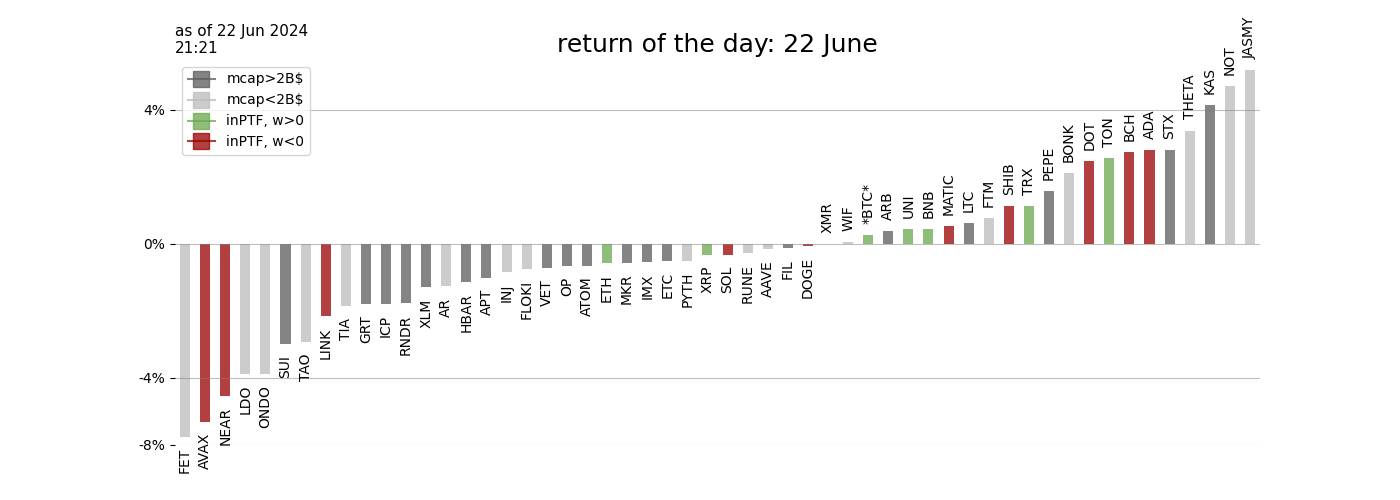 as of 22 Jun 2024
21:21
return of the day: 22 June
mcap>2B$
mcap<2B$
inPTF, w>0
inPTF, w<0
4%
0%
-4%
-8%
FET
AVAX
NEAR
LDO
ONDO
SUI
TAO
LINK
TIA
GRT
ICP
RNDR
XLM
AR
HBAR
APT
INJ
FLOKI
VET
OP
ATOM
ETH
MKR
IMX
ETC
PYTH
XRP
SOL
RUNE
AAVE
FIL
DOGE
XMR
WIF
*BTC*
ARB
UNI
BNB
MATIC
LTC
FTM
SHIB
TRX
PEPE
BONK
DOT
TON
BCH
ADA
STX
THETA
KAS
NOT
JASMY